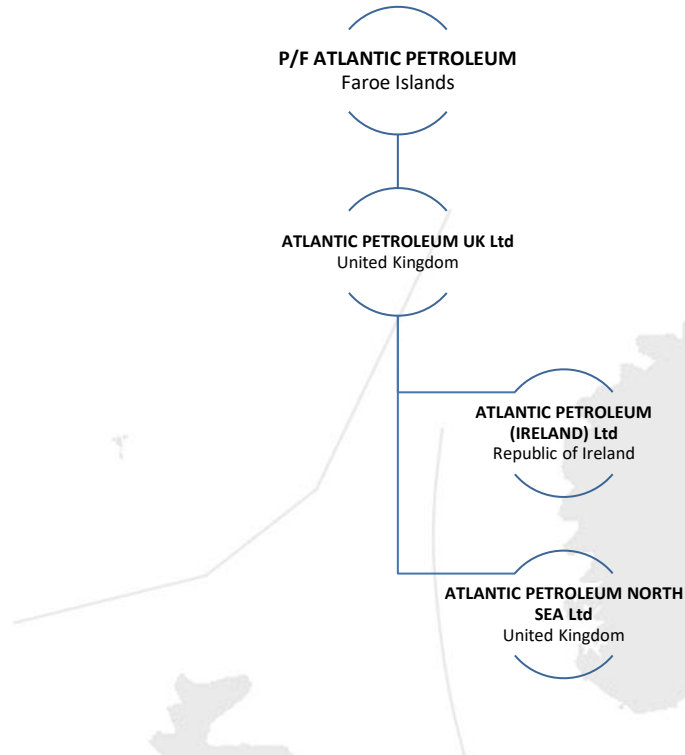 P/F ATLANTIC PETROLEUM
Faroe Islands
ATLANTIC PETROLEUM UK Ltd
United Kingdom
ATLANTIC PETROLEUM
(IRELAND) Ltd
Republic of Ireland
ATLANTIC PETROLEUM NORTH
SEA Ltd
United Kingdom